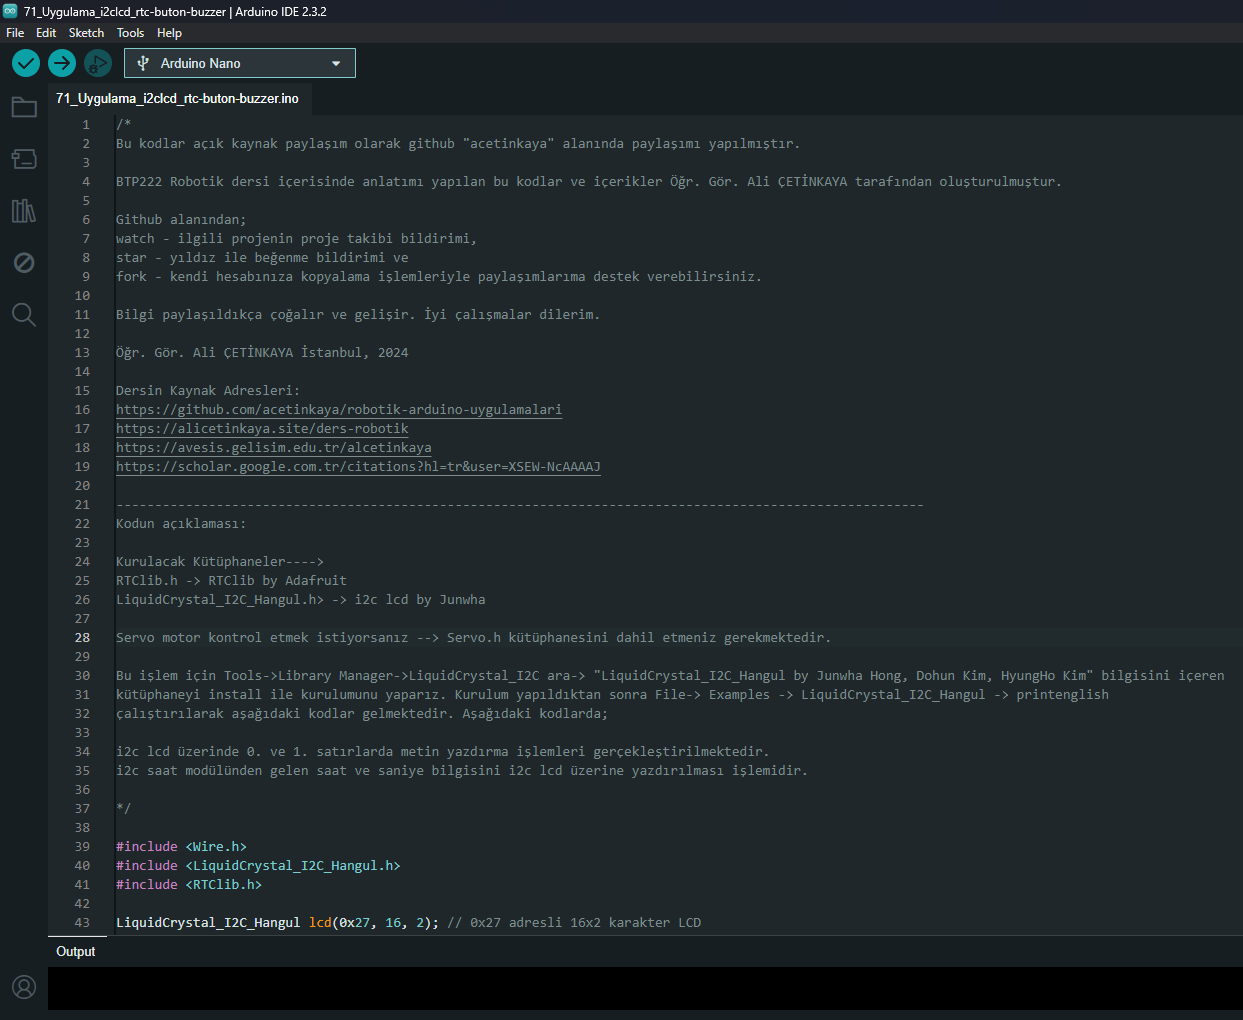 71_Uygulama_i2clcd_rtc-buton-buzzer | Arduino IDE 2.3.2
File Edit Sketch Tools Help
Arduino Nano
71_Uygulama_i2clcd_rtc-buton-buzzer.ino
1 /*
2 Bu kodlar açık kaynak paylaşım olarak github "acetinkaya" alanında paylaşımı yapılmıştır.
3
4 BTP222 Robotik dersi içerisinde anlatımı yapılan bu kodlar ve içerikler Öğr. Gör. Ali ÇETİNKAYA tarafından oluşturulmuştur.
5
6 Github alanından;
7 watch - ilgili projenin proje takibi bildirimi,
8 star - yıldız ile beğenme bildirimi ve
9 fork - kendi hesabınıza kopyalama işlemleriyle paylaşımlarıma destek verebilirsiniz.
10
11 Bilgi paylaşıldıkça çoğalır ve gelişir. İyi çalışmalar dilerim.
12
13 Öğr. Gör. Ali ÇETİNKAYA İstanbul, 2024
14
15 Dersin Kaynak Adresleri:
16 https://github.com/acetinkaya/robotik-arduino-uygulamalari
17 https://alicetinkaya.site/ders-robotik
18 https://avesis.gelisim.edu.tr/alcetinkaya
19 https://scholar.google.com.tr/citations?hl=tr&user=XSEW-NcAAAAJ
20
21 ---------------------------------------------------------------------------------------------------------
22 Kodun açıklaması:
23
24 Kurulacak Kütüphaneler---->
25 RTClib.h -> RTClib by Adafruit
26 LiquidCrystal_I2C_Hangul.h> -> i2c lcd by Junwha
27
28 Servo motor kontrol etmek istiyorsanız --> Servo.h kütüphanesini dahil etmeniz gerekmektedir.
29
30 Bu işlem için Tools->Library Manager->LiquidCrystal_I2C ara-> "LiquidCrystal_I2C_Hangul by Junwha Hong, Dohun Kim, HyungHo Kim" bilgisini içeren
31 kütüphaneyi install ile kurulumunu yaparız. Kurulum yapıldıktan sonra File-> Examples -> LiquidCrystal_I2C_Hangul -> printenglish
32 çalıştırılarak aşağıdaki kodlar gelmektedir. Aşağıdaki kodlarda;
33
34 i2c lcd üzerinde 0. ve 1. satırlarda metin yazdırma işlemleri gerçekleştirilmektedir.
35 i2c saat modülünden gelen saat ve saniye bilgisini i2c lcd üzerine yazdırılması işlemidir.
36
37 */
38
39 #include <Wire.h>
40 #include <LiquidCrystal_I2C_Hangul.h>
41 #include <RTClib.h>
42
43 LiquidCrystal_I2C_Hangul lcd(0x27, 16, 2); // 0x27 adresli 16x2 karakter LCD
Output